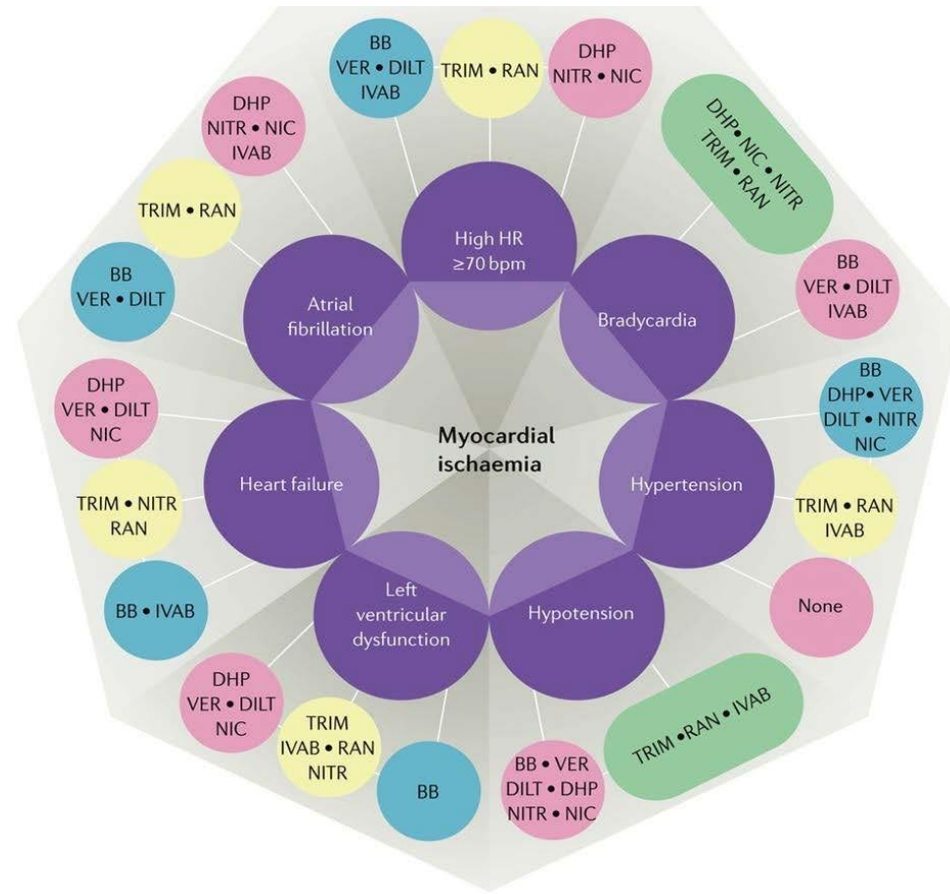 BB
VER • DILT
IVAB
TRIM • RAN
DHP
NITR • NIC
DHP
NITR • NIC
IVAB
TRIM • RAN
BB
VER • DILT
DHP • NIC • NITR
TRIM • RAN
BB
VER • DILT
IVAB
High HR
≥70 bpm
Atrial
fibrillation
Bradycardia
DHP
VER • DILT
NIC
TRIM • NITR
RAN
BB • IVAB
Heart failure
Myocardial
ischaemia
Hypertension
BB
DHP • VER
DILT • NITR
NIC
TRIM • RAN
IVAB
None
Left
ventricular
dysfunction
Hypotension
DHP
VER • DILT
NIC
TRIM
IVAB • RAN
NITR
BB
BB • VER
DILT • DHP
NITR • NIC
TRIM • RAN • IVAB